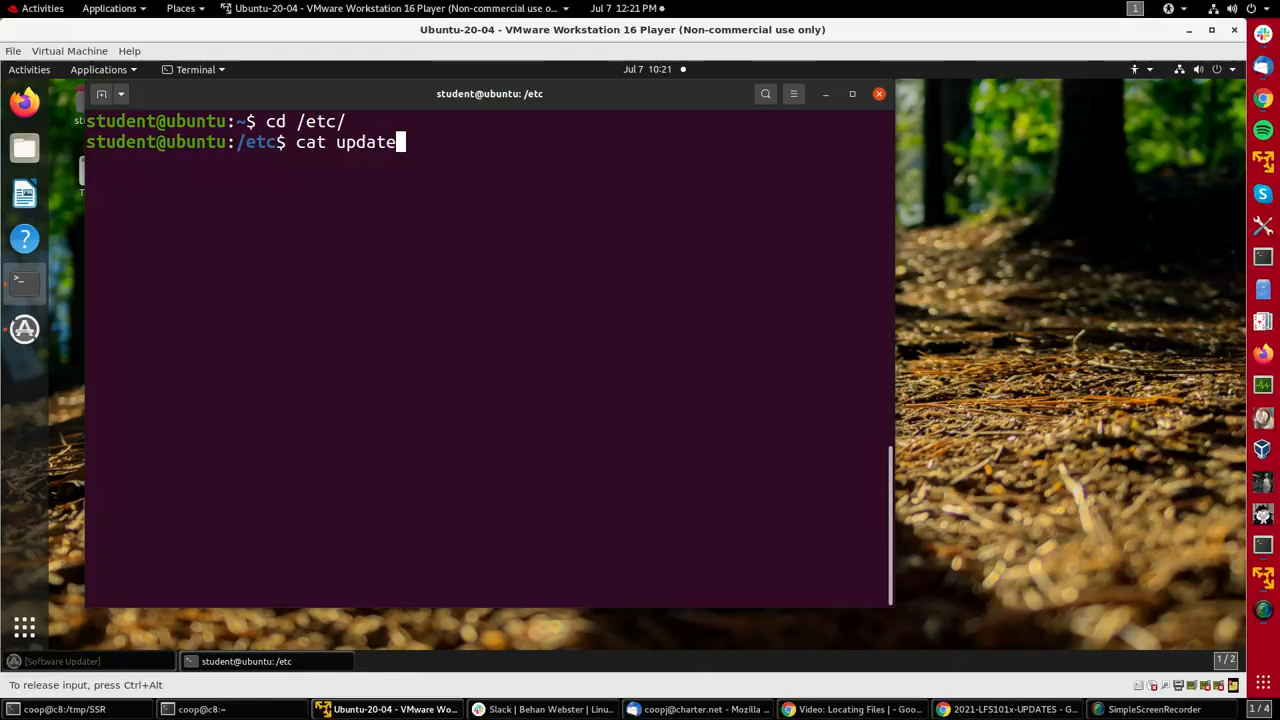 Activities Applications Places Ubuntu-20-04 - VMware Workstation 16 Player (Non-commercial use o... Jul 7 12:21 PM 1
Ubuntu-20-04 - VMware Workstation 16 Player (Non-commercial use only)
File Virtual Machine Help
Activities Applications Terminal Jul 7 10:21
student@ubuntu: /etc
student@ubuntu:~$ cd /etc/
student@ubuntu:/etc$ cat update
[Software Updater] student@ubuntu: /etc 1/2
To release input, press Ctrl+Alt
coop@c8:/tmp/SSR coop@c8:~ Ubuntu-20-04 - VMware Wo... Slack | Behan Webster | Linu... coopj@charter.net - Mozilla ... Video: Locating Files | - Goo... 2021-LFS101x-UPDATES - G... SimpleScreenRecorder 1 / 4